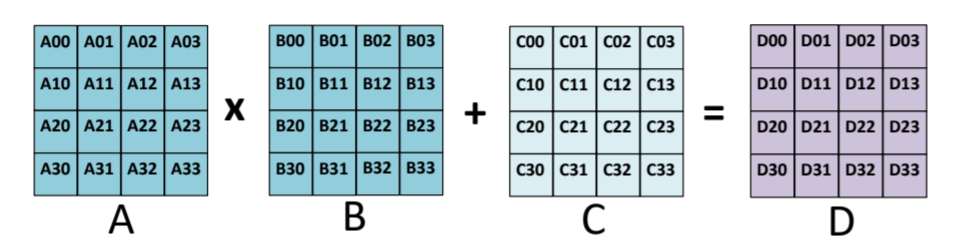 A00 A01 A02 A03 B00 B01 B02 B03 C00 C01 C02 C03 D00 D01 D02 D03
A10 A11 A12 A13 B10 B11 B12 B13 C10 C11 C12 C13 D10 D11 D12 D13
x + =
A20 A21 A22 A23 B20 B21 B22 B23 C20 C21 C22 C23 D20 D21 D22 D23
A30 A31 A32 A33 B30 B31 B32 B33 C30 C31 C32 C33 D30 D31 D32 D33
A B C D